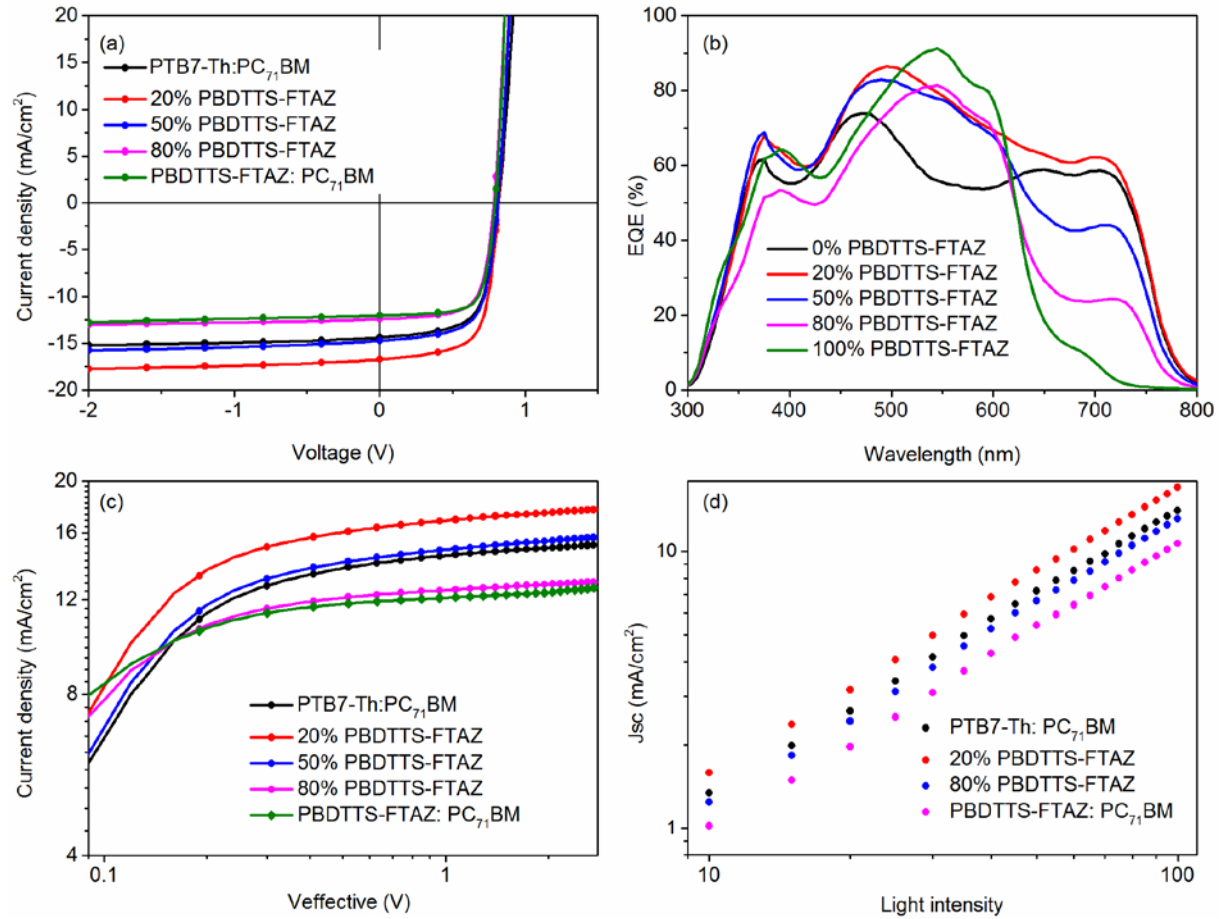 (a)
PTB7-Th:PC₇₁BM
20% PBDTTS-FTAZ
50% PBDTTS-FTAZ
80% PBDTTS-FTAZ
PBDTTS-FTAZ: PC₇₁BM
Current density (mA/cm²)
20
15
10
5
0
-5
-10
-15
-20
-2
-1
0
1
Voltage (V)
(b)
0% PBDTTS-FTAZ
20% PBDTTS-FTAZ
50% PBDTTS-FTAZ
80% PBDTTS-FTAZ
100% PBDTTS-FTAZ
EQE (%)
100
80
60
40
20
0
300
400
500
600
700
800
Wavelength (nm)
(c)
PTB7-Th:PC₇₁BM
20% PBDTTS-FTAZ
50% PBDTTS-FTAZ
80% PBDTTS-FTAZ
PBDTTS-FTAZ: PC₇₁BM
Current density (mA/cm²)
20
16
12
8
4
0.1
1
Veffective (V)
(d)
PTB7-Th: PC₇₁BM
20% PBDTTS-FTAZ
80% PBDTTS-FTAZ
PBDTTS-FTAZ: PC₇₁BM
Jsc (mA/cm²)
10
1
10
100
Light intensity